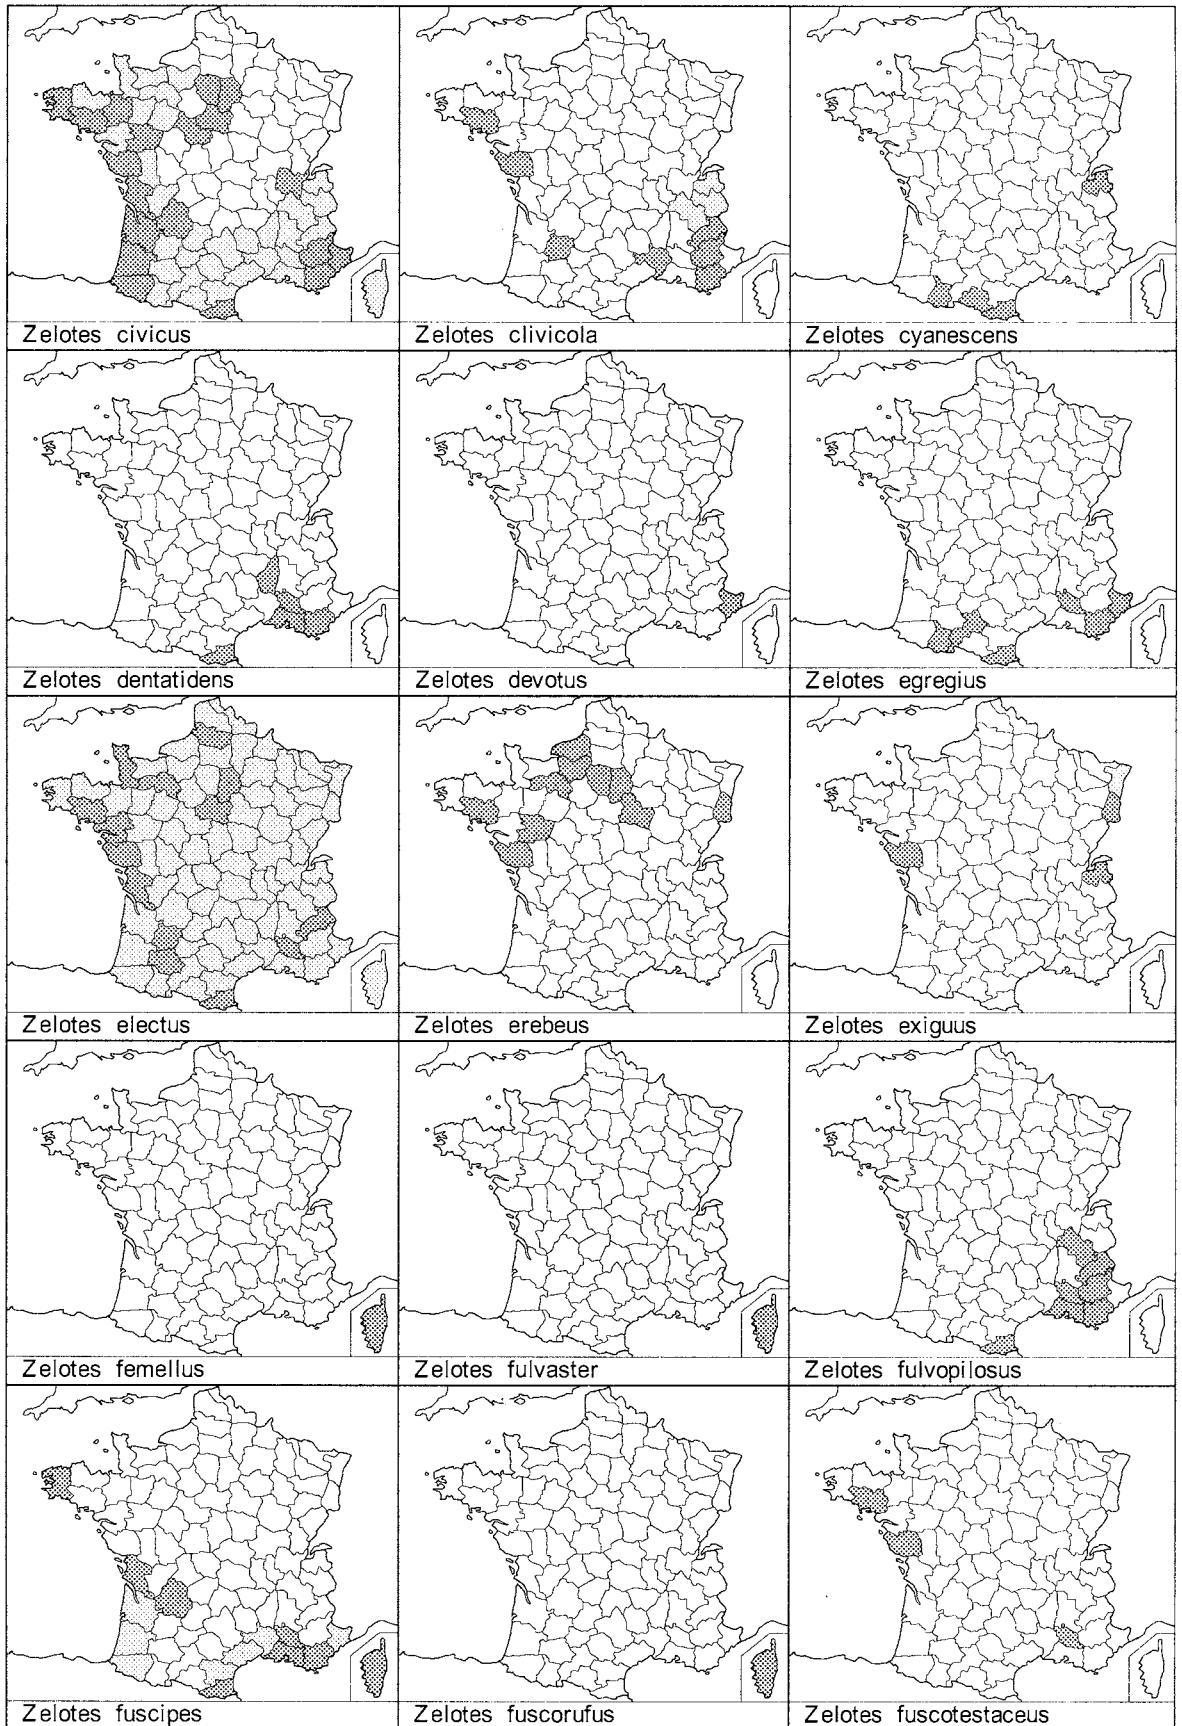 Zelotes civicus
Zelotes clivicola
Zelotes cyanescens
Zelotes dentatidens
Zelotes devotus
Zelotes egregius
Zelotes electus
Zelotes erebeus
Zelotes exiguus
Zelotes femellus
Zelotes fulvaster
Zelotes fulvopilosus
Zelotes fuscipes
Zelotes fuscorufus
Zelotes fuscotestaceus